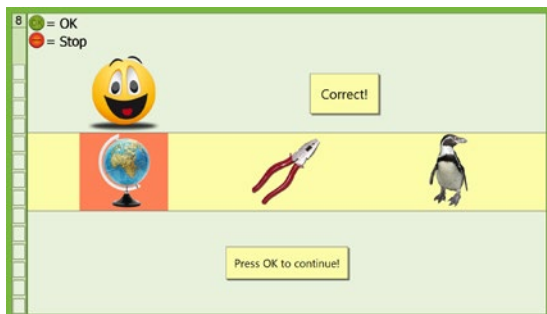 8
= OK
= Stop
Correct!
Press OK to continue!